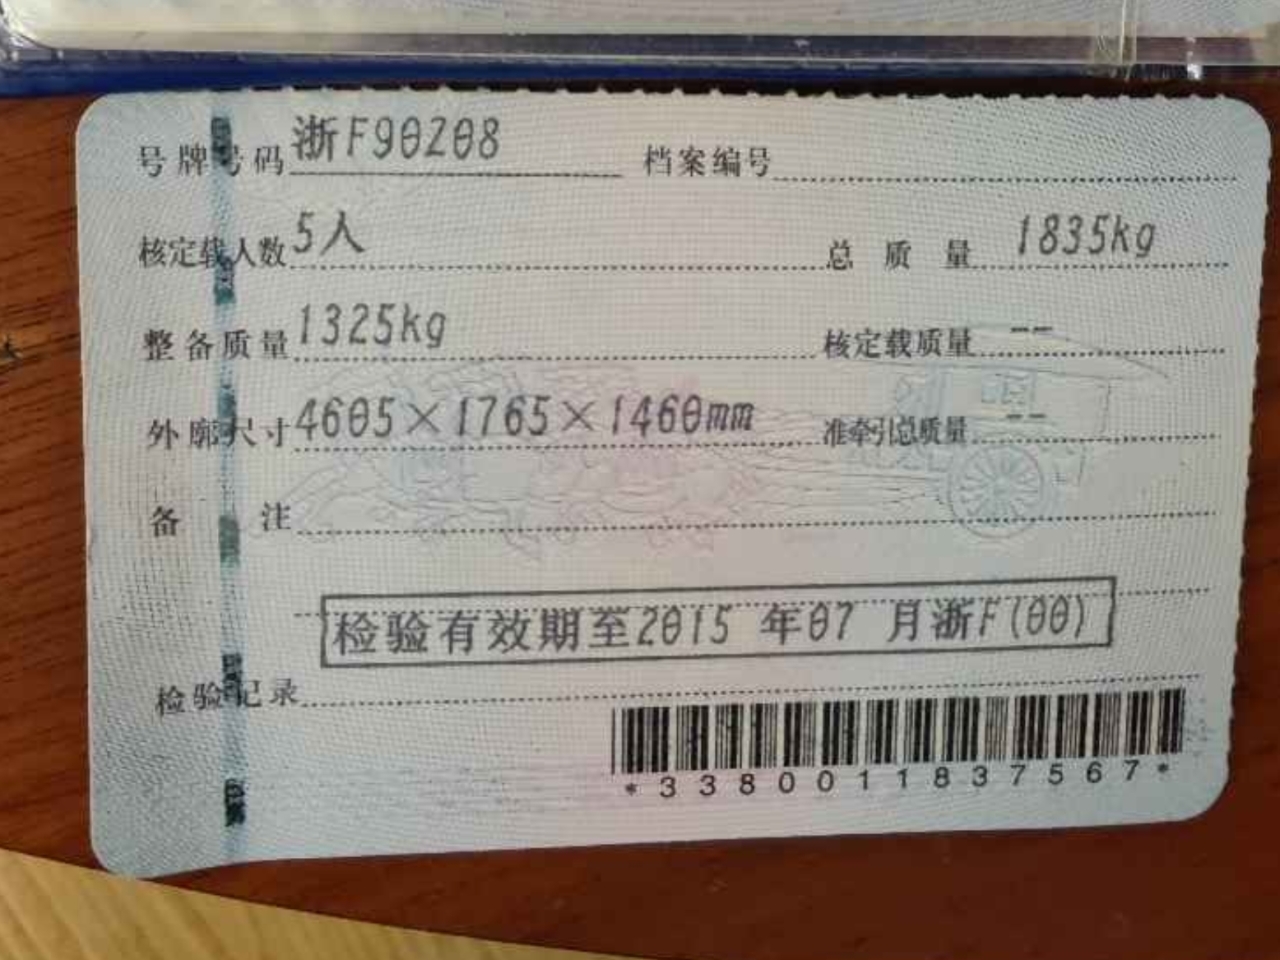 号牌号码 浙F90Z08 档案编号
核定载人数 5人 总质量 1835kg
整备质量 1325kg 核定载质量 --
外廓尺寸 4605×1765×1460mm 准牵引总质量 --
备注
检验有效期至2015 年07 月浙F(00)
检验记录
*3380011837567*